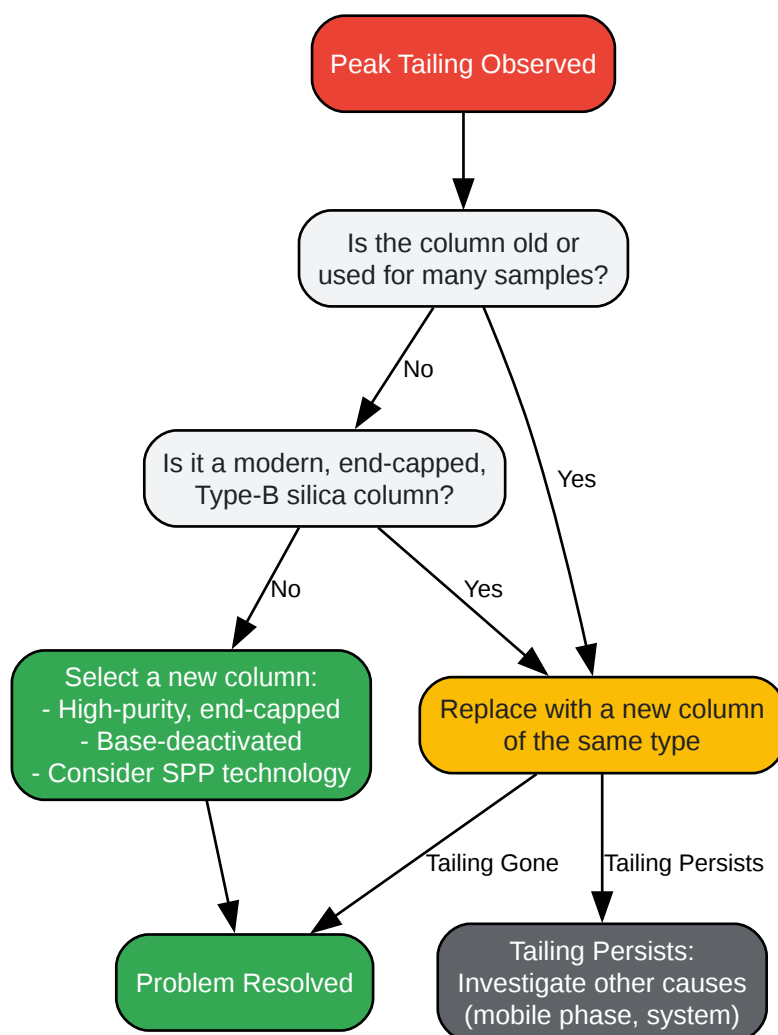 Peak Tailing Observed
Is the column old or
used for many samples?
No
Yes
Is it a modern, end-capped,
Type-B silica column?
No
Yes
Select a new column:
- High-purity, end-capped
- Base-deactivated
- Consider SPP technology
Replace with a new column
of the same type
Tailing Gone
Tailing Persists
Problem Resolved
Tailing Persists:
Investigate other causes
(mobile phase, system)